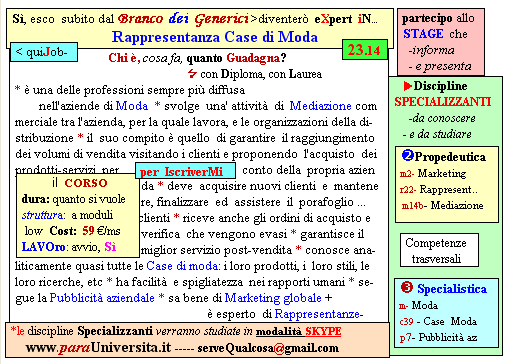 Sì, esco subito dal Branco dei Generici >diventerò eXpert iN...
Rappresentanza Case di Moda
< quiJob-
23.14
Chi è, cosa fa, quanto Guadagna?
con Diploma, con Laurea
* è una delle professioni sempre più diffusa
nell'aziende di Moda * svolge una' attività di Mediazione com
merciale tra l'azienda, per la quale lavora, e le organizzazioni della di-
stribuzione * il suo compito è quello di garantire il raggiungimento
dei volumi di vendita visitando i clienti e proponendo l'acquisto dei
prodotti-servizi per conto della propria azien
per IscriverMi
da * deve acquisire nuovi clienti e mantene
re, finalizzare ed assistere il porafoglio ...
clienti * riceve anche gli ordini di acquisto e
verifica che vengono evasi * garantisce il
miglior servizio post-vendita * conosce ana-
liticamente quasi tutte le Case di moda: i loro prodotti, i loro stili, le
loro ricerche, etc * ha facilità e spigliatezza nei rapporti umani * se-
gue la Pubblicità aziendale * sa bene di Marketing globale +
è esperto di Rappresentanze-
il CORSO
dura: quanto si vuole
struttura: a moduli
low Cost: 59 €/ms
LAVOro: avvio, Sì
*le discipline Specializzanti verranno studiate in modalità SKYPE
www.paraUniversita.it ----- serveQualcosa@gmail.com
partecipo allo
STAGE che
-informa
- e presenta
Discipline
SPECIALIZZANTI
-da conoscere
- e da studiare
2Propedeutica
m2- Marketing
r22- Rappresent..
m14b- Mediazione
Competenze
trasversali
3 Specialistica
m- Moda
c39 - Case Moda
p7- Pubblicità az